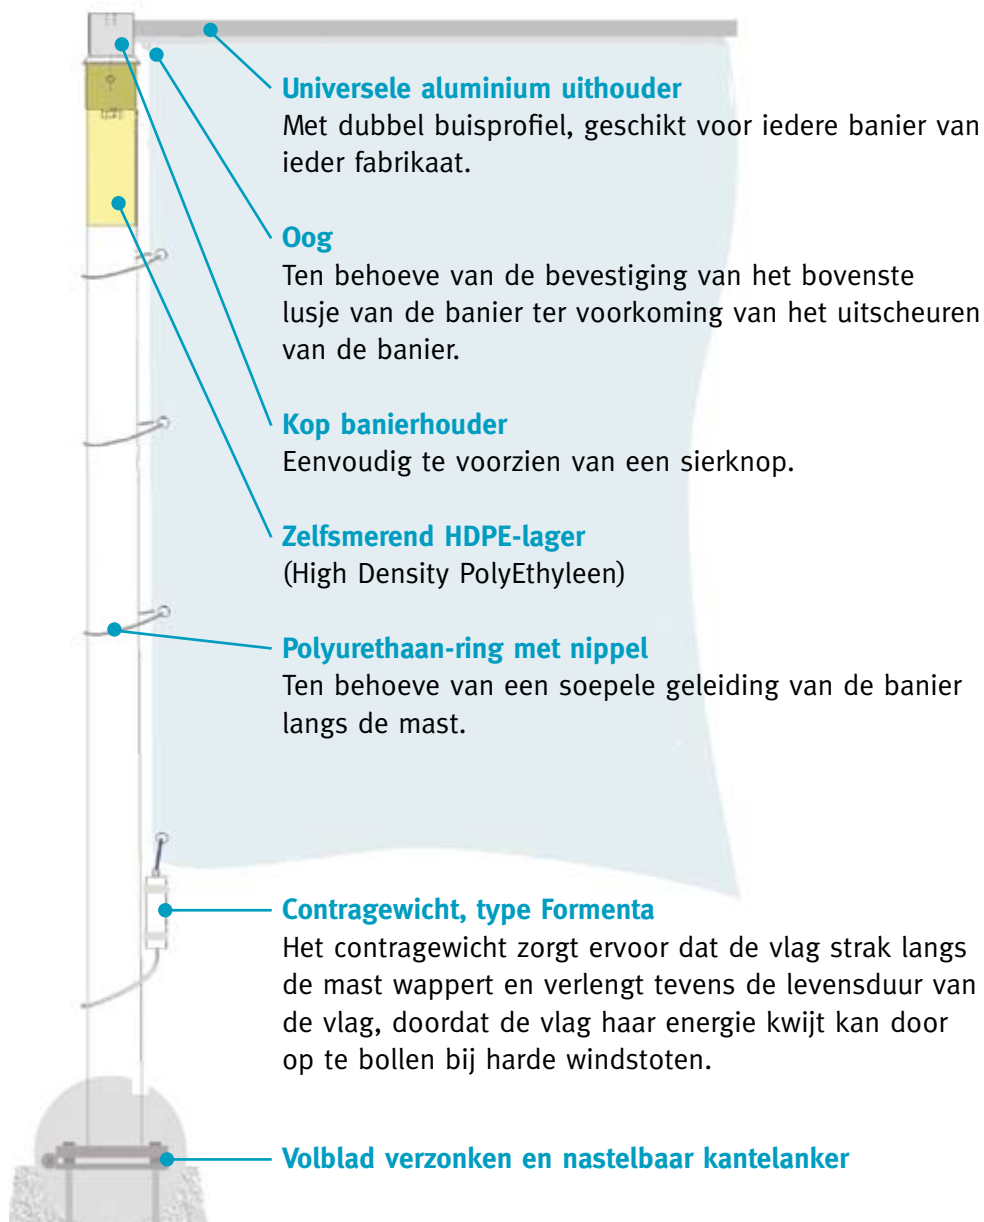 Universele aluminium uithouder
Met dubbel buisprofiel, geschikt voor iedere banier van
ieder fabrikaat.
Oog
Ten behoeve van de bevestiging van het bovenste
lusje van de banier ter voorkoming van het uitscheuren
van de banier.
Kop banierhouder
Eenvoudig te voorzien van een sierknop.
Zelfsmerend HDPE-lager
(High Density PolyEthyleen)
Polyurethaan-ring met nippel
Ten behoeve van een soepele geleiding van de banier
langs de mast.
Contragewicht, type Formenta
Het contragewicht zorgt ervoor dat de vlag strak langs
de mast wappert en verlengt tevens de levensduur van
de vlag, doordat de vlag haar energie kwijt kan door
op te bollen bij harde windstoten.
Volblad verzonken en nastelbaar kantelanker